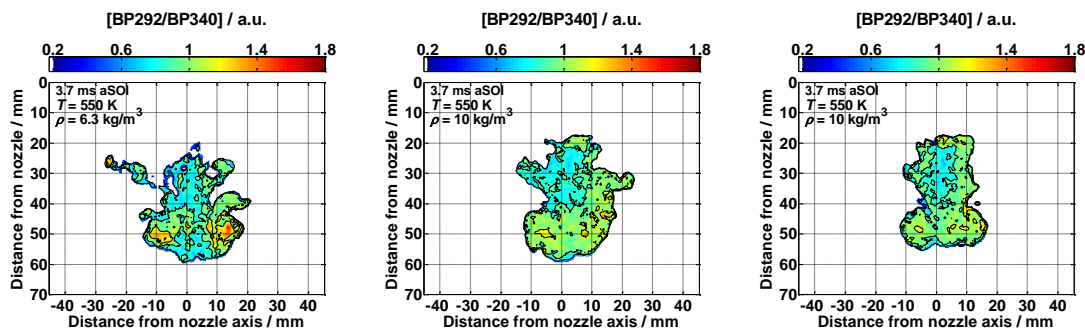 [BP292/BP340] / a.u.
0.2 0.6 1 1.4 1.8
3.7 ms aSOI
T = 550 K
ρ = 6.3 kg/m³
0
10
20
30
40
50
60
70
Distance from nozzle / mm
-40 -30 -20 -10 0 10 20 30 40
Distance from nozzle axis / mm
[BP292/BP340] / a.u.
0.2 0.6 1 1.4 1.8
3.7 ms aSOI
T = 550 K
ρ = 10 kg/m³
0
10
20
30
40
50
60
70
Distance from nozzle / mm
-40 -30 -20 -10 0 10 20 30 40
Distance from nozzle axis / mm
[BP292/BP340] / a.u.
0.2 0.6 1 1.4 1.8
3.7 ms aSOI
T = 550 K
ρ = 10 kg/m³
0
10
20
30
40
50
60
70
Distance from nozzle / mm
-40 -30 -20 -10 0 10 20 30 40
Distance from nozzle axis / mm